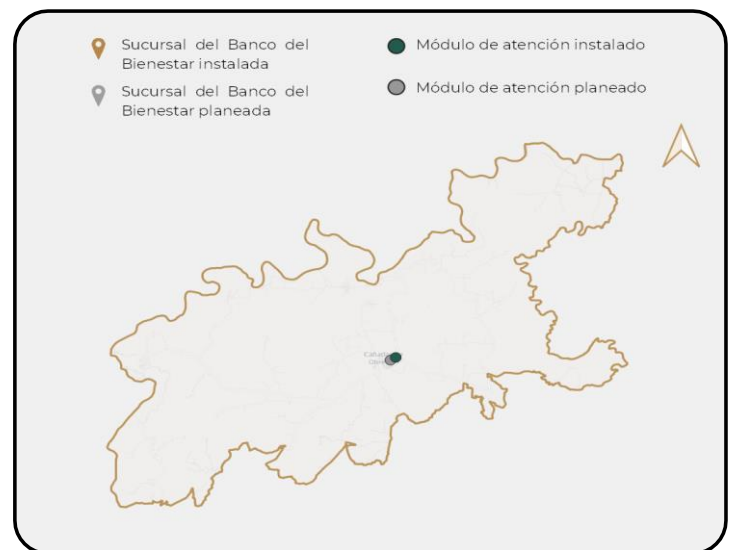 Sucursal del Banco del
Bienestar instalada
Sucursal del Banco del
Bienestar planeada
Módulo de atención instalado
Módulo de atención planeado